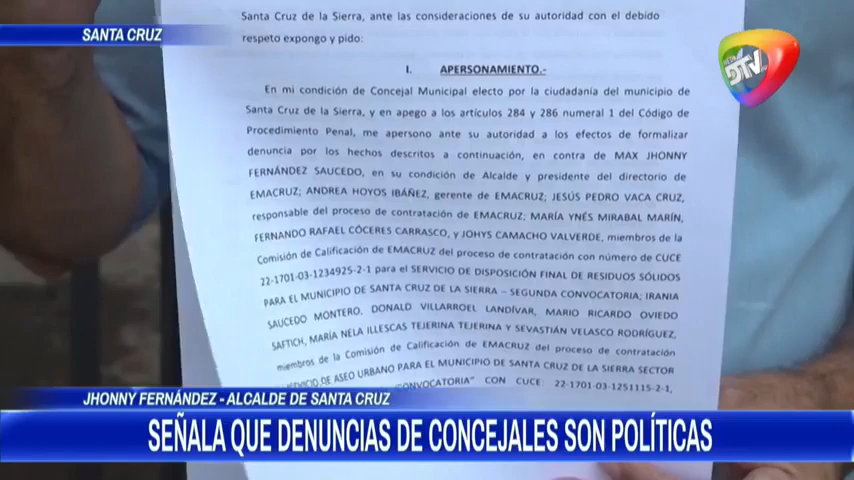 SANTA CRUZ
DTV
Santa Cruz de la Sierra, ante las consideraciones de su autoridad con el debido
respeto expongo y pido:
I. APERSONAMIENTO.-
En mi condición de Concejal Municipal electo por la ciudadanía del municipio de
Santa Cruz de la Sierra, y en apego a los artículos 284 y 286 numeral 1 del Código de
Procedimiento Penal, me apersono ante su autoridad a los efectos de formalizar
denuncia por los hechos descritos a continuación, en contra de MAX JHONNY
FERNÁNDEZ SAUCEDO, en su condición de Alcalde y presidente del directorio de
EMACRUZ; ANDREA HOYOS IBÁÑEZ, gerente de EMACRUZ; JESÚS PEDRO VACA CRUZ,
responsable del proceso de contratación de EMACRUZ; MARÍA YNÉS MIRABAL MARÍN,
FERNANDO RAFAEL CÓCERES CARRASCO, y JOHYS CAMACHO VALVERDE, miembros de la
Comisión de Calificación de EMACRUZ del proceso de contratación con número de CUCE
22-1701-03-1234925-2-1 para el SERVICIO DE DISPOSICIÓN FINAL DE RESIDUOS SÓLIDOS
PARA EL MUNICIPIO DE SANTA CRUZ DE LA SIERRA – SEGUNDA CONVOCATORIA; IRANIA
SAUCEDO MONTERO, DONALD VILLARROEL LANDÍVAR, MARIO RICARDO OVIEDO
SAFTICH, MARÍA NELA ILLESCAS TEJERINA TEJERINA Y SEVASTIÁN VELASCO RODRÍGUEZ,
miembros de la Comisión de Calificación de EMACRUZ del proceso de contratación
DE ASEO URBANO PARA EL MUNICIPIO DE SANTA CRUZ DE LA SIERRA SECTOR
CONVOCATORIA" CON CUCE: 22-1701-03-1251115-2-1,
JHONNY FERNÁNDEZ - ALCALDE DE SANTA CRUZ
SEÑALA QUE DENUNCIAS DE CONCEJALES SON POLÍTICAS